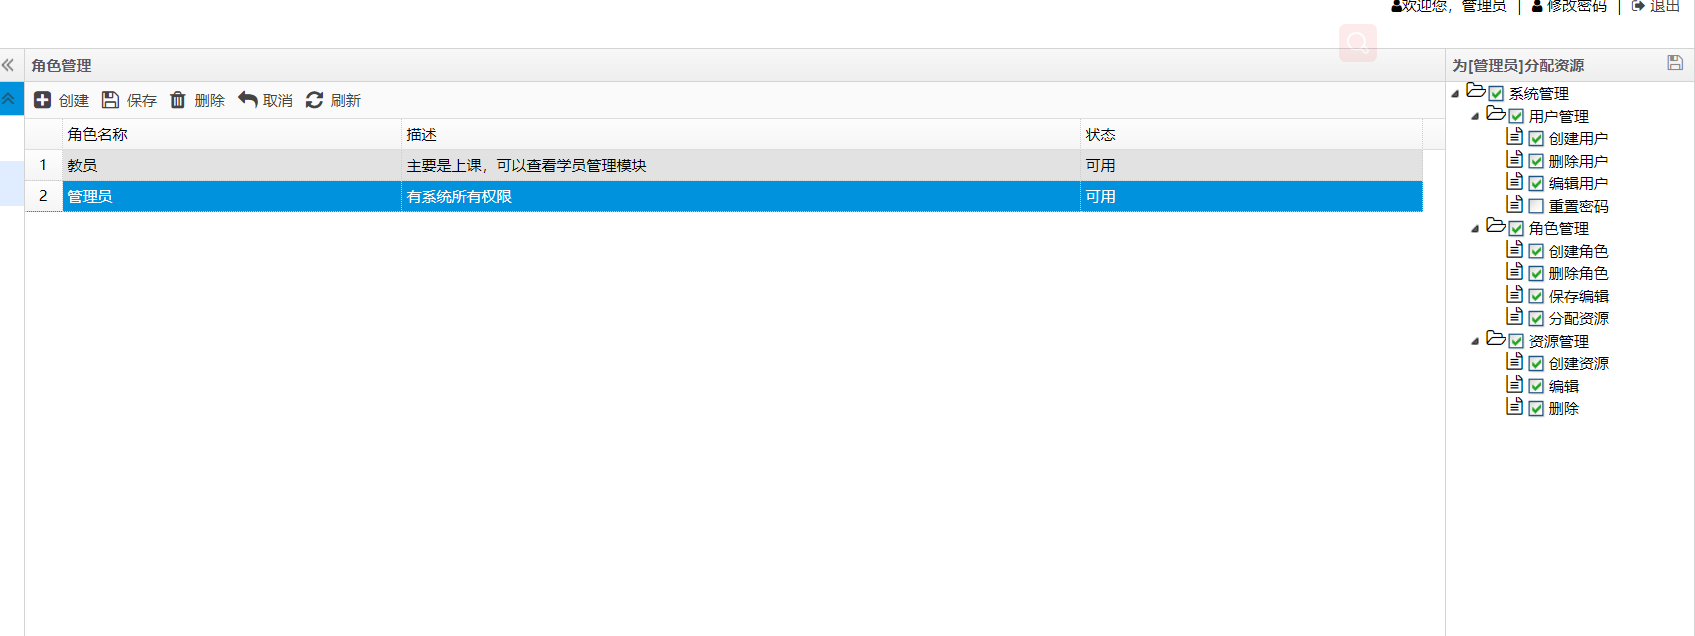 欢迎您，管理员 | 修改密码 | 退出
角色管理
创建 保存 删除 取消 刷新
角色名称 描述 状态
1 教员 主要是上课，可以查看学员管理模块 可用
2 管理员 有系统所有权限 可用
为[管理员]分配资源
系统管理
用户管理
创建用户
删除用户
编辑用户
重置密码
角色管理
创建角色
删除角色
保存编辑
分配资源
资源管理
创建资源
编辑
删除